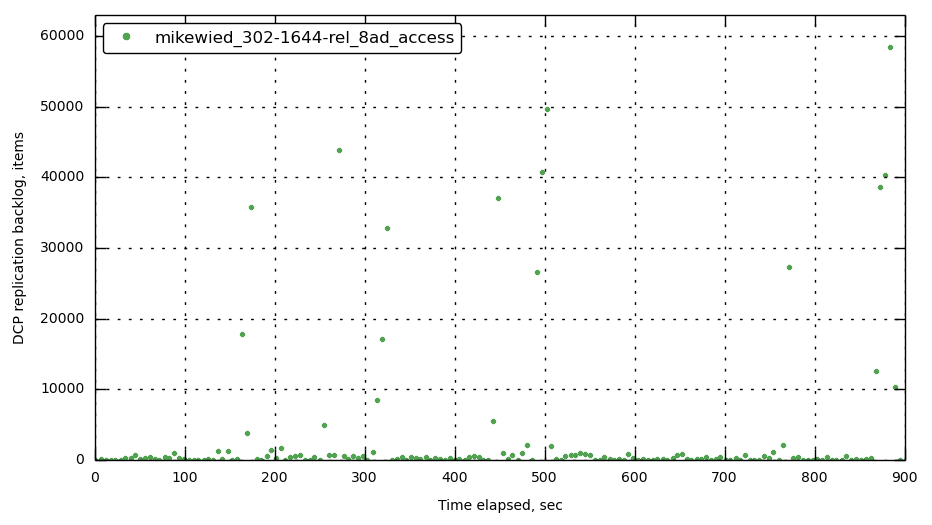 mikewied_302-1644-rel_8ad_access
60000
50000
40000
30000
20000
10000
0
DCP replication backlog, items
0 100 200 300 400 500 600 700 800 900
Time elapsed, sec